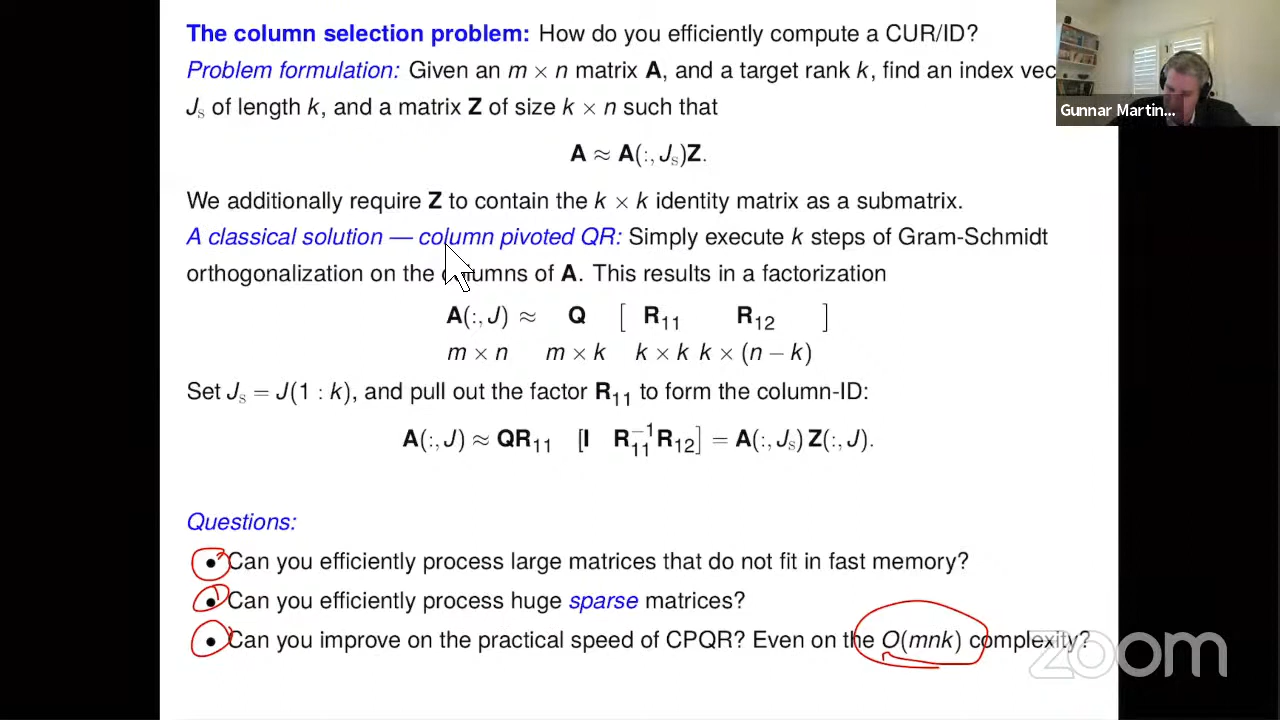 The column selection problem: How do you efficiently compute a CUR/ID?
Problem formulation: Given an m × n matrix A, and a target rank k, find an index vec
Gunnar Martin...
Js of length k, and a matrix Z of size k × n such that
A ≈ A(:, Js)Z.
We additionally require Z to contain the k × k identity matrix as a submatrix.
A classical solution — column pivoted QR: Simply execute k steps of Gram-Schmidt
orthogonalization on the columns of A. This results in a factorization
A(:, J) ≈ Q [ R11 R12 ]
m × n m × k k × k k × (n − k)
Set Js = J(1 : k), and pull out the factor R11 to form the column-ID:
A(:, J) ≈ QR11 [I R11^−1 R12] = A(:, Js) Z(:, J).
Questions:
• Can you efficiently process large matrices that do not fit in fast memory?
• Can you efficiently process huge sparse matrices?
• Can you improve on the practical speed of CPQR? Even on the O(mnk) complexity?
zoom